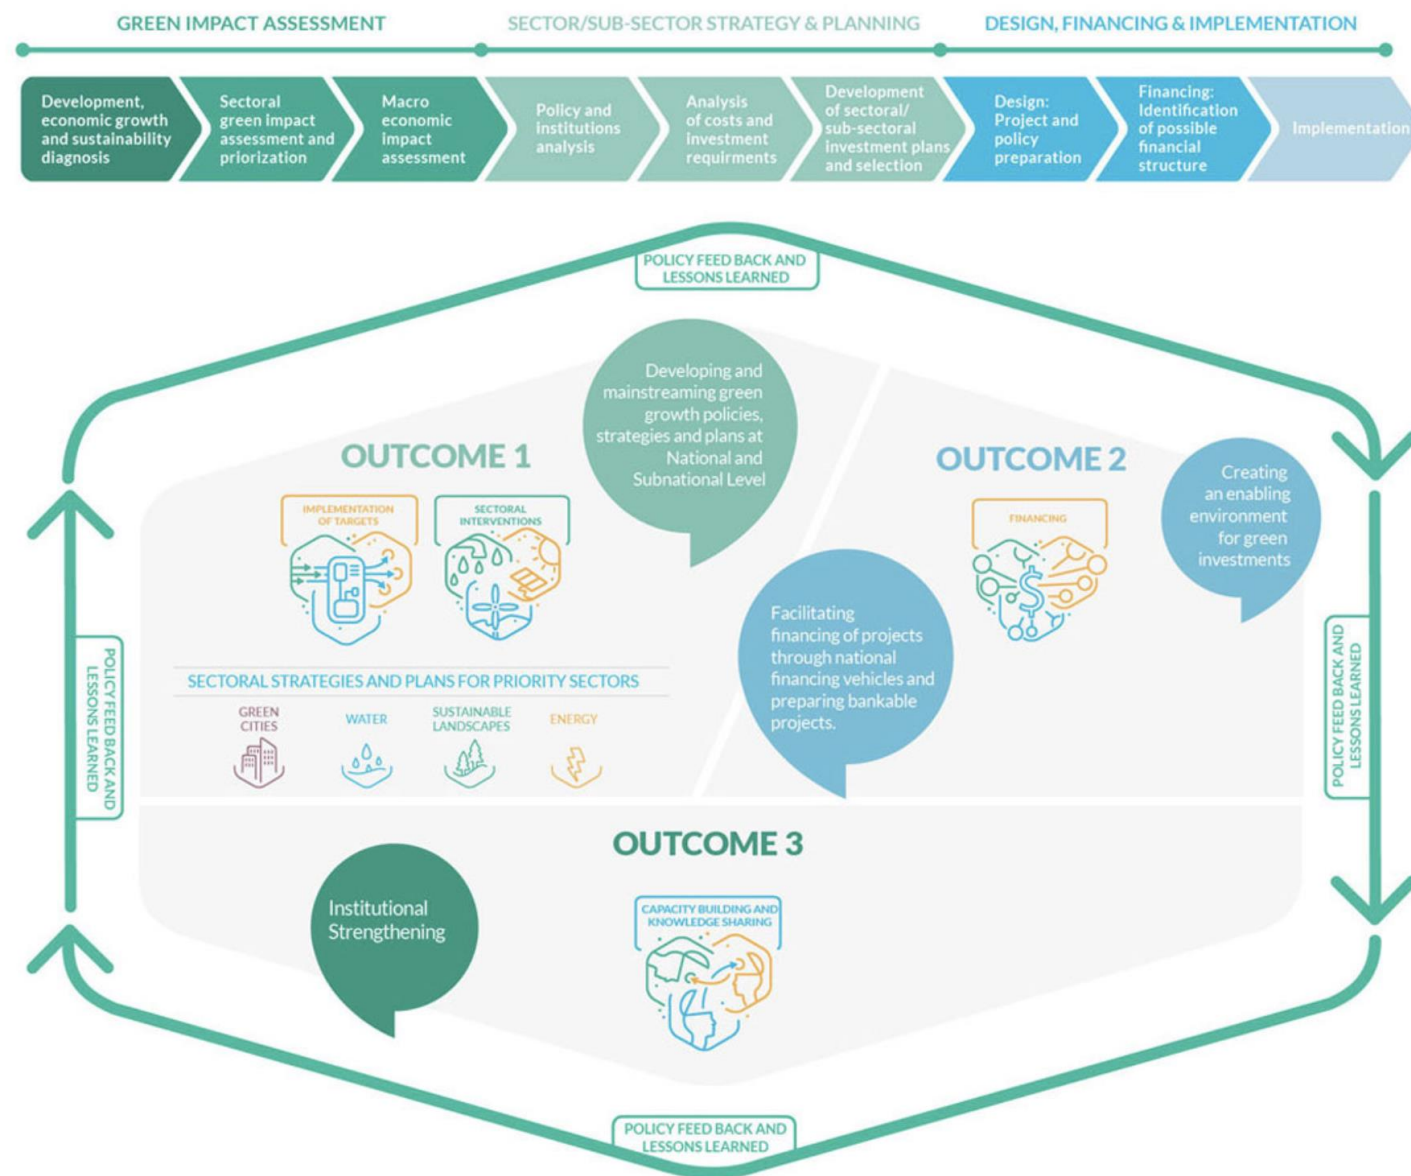 GREEN IMPACT ASSESSMENT
SECTOR/SUB-SECTOR STRATEGY & PLANNING
DESIGN, FINANCING & IMPLEMENTATION
Development,
economic growth
and sustainability
diagnosis
Sectoral
green impact
assessment and
priorization
Macro
economic
impact
assessment
Policy and
institutions
analysis
Analysis
of costs and
investment
requirments
Development
of sectoral/
sub-sectoral
investment plans
and selection
Design:
Project and
policy
preparation
Financing:
Identification
of possible
financial
structure
Implementation
POLICY FEED BACK AND
LESSONS LEARNED
Developing and
mainstreaming green
growth policies,
strategies and plans at
National and
Subnational Level
OUTCOME 1
IMPLEMENTATION
OF TARGETS
SECTORAL
INTERVENTIONS
SECTORAL STRATEGIES AND PLANS FOR PRIORITY SECTORS
GREEN
CITIES
WATER
SUSTAINABLE
LANDSCAPES
ENERGY
OUTCOME 2
FINANCING
$
Creating
an enabling
environment
for green
investments
Facilitating
financing of projects
through national
financing vehicles and
preparing bankable
projects.
POLICY FEED BACK AND
LESSONS LEARNED
POLICY FEED BACK AND
LESSONS LEARNED
OUTCOME 3
Institutional
Strengthening
CAPACITY BUILDING AND
KNOWLEDGE SHARING
POLICY FEED BACK AND
LESSONS LEARNED